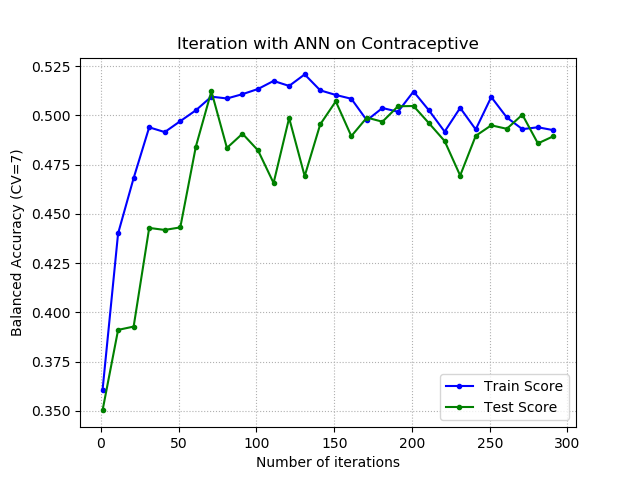 Iteration with ANN on Contraceptive
0.525
0.500
0.475
0.450
0.425
0.400
0.375
0.350
Balanced Accuracy (CV=7)
Train Score
Test Score
0 50 100 150 200 250 300
Number of iterations